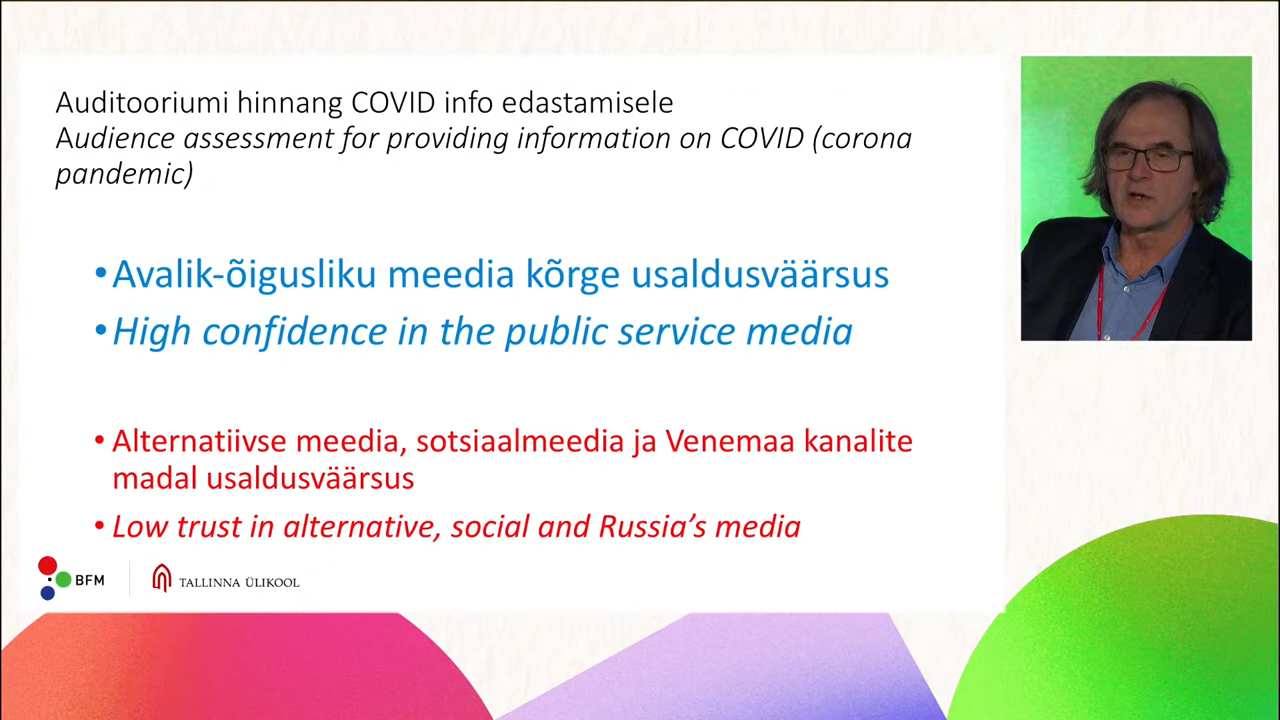 Auditooriumi hinnang COVID info edastamisele
Audience assessment for providing information on COVID (corona
pandemic)
•Avalik-õigusliku meedia kõrge usaldusväärsus
•High confidence in the public service media
•Alternatiivse meedia, sotsiaalmeedia ja Venemaa kanalite
madal usaldusväärsus
•Low trust in alternative, social and Russia’s media
BFM
TALLINNA ÜLIKOOL